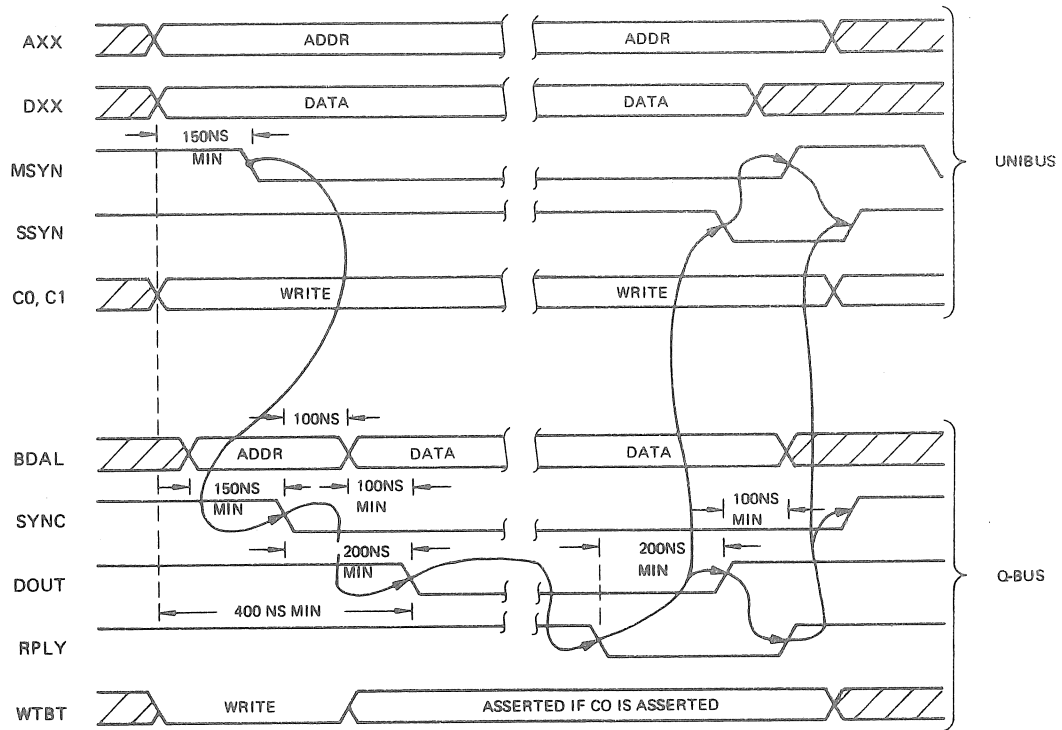 AXX
ADDR
ADDR
DXX
DATA
DATA
150NS
MIN
MSYN
UNIBUS
SSYN
C0, C1
WRITE
WRITE
100NS
BDAL
ADDR
DATA
DATA
150NS
MIN
100NS
MIN
100NS
MIN
SYNC
200NS
MIN
200NS
MIN
DOUT
Q-BUS
400 NS MIN
RPLY
WTBT
WRITE
ASSERTED IF CO IS ASSERTED